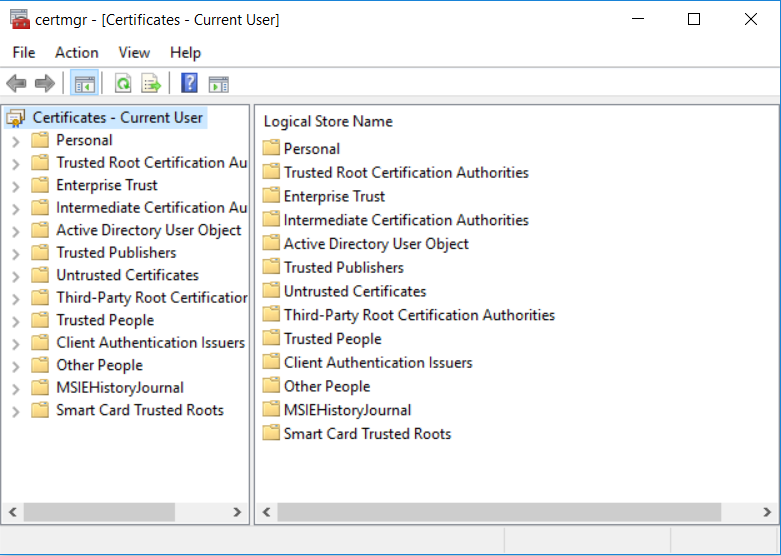 certmgr - [Certificates - Current User]
File Action View Help
Certificates - Current User
Personal
Trusted Root Certification Au
Enterprise Trust
Intermediate Certification Au
Active Directory User Object
Trusted Publishers
Untrusted Certificates
Third-Party Root Certification
Trusted People
Client Authentication Issuers
Other People
MSIEHistoryJournal
Smart Card Trusted Roots
Logical Store Name
Personal
Trusted Root Certification Authorities
Enterprise Trust
Intermediate Certification Authorities
Active Directory User Object
Trusted Publishers
Untrusted Certificates
Third-Party Root Certification Authorities
Trusted People
Client Authentication Issuers
Other People
MSIEHistoryJournal
Smart Card Trusted Roots